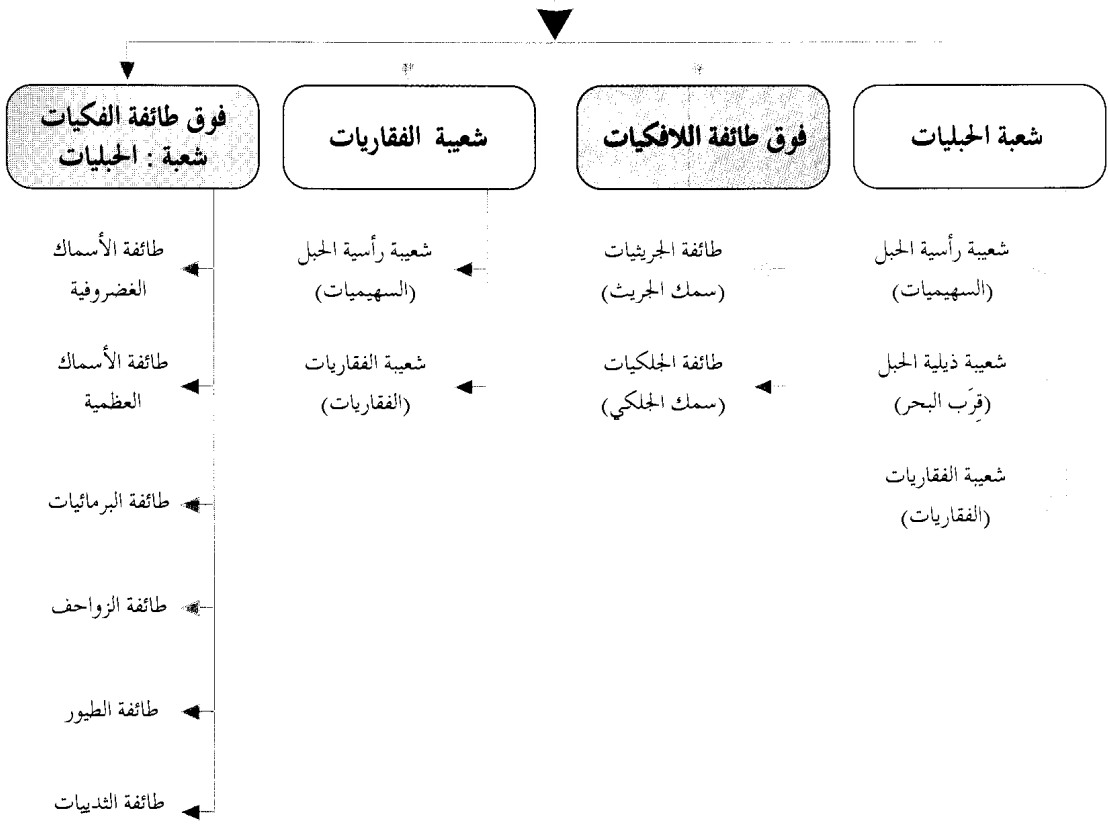 شعبة الحبليات
شعيبة رأسية الحبل
(السهيميات)
شعيبة ذيلية الحبل
(قِرَب البحر)
شعيبة الفقاريات
(الفقاريات)
فوق طائفة اللافكيات
طائفة الجريثيات
(سمك الجريث)
طائفة الجلكيات
(سمك الجلكي)
شعيبة الفقاريات
شعيبة رأسية الحبل
(السهيميات)
شعيبة الفقاريات
(الفقاريات)
فوق طائفة الفكيات
شعبة : الحبليات
طائفة الأسماك
الغضروفية
طائفة الأسماك
العظمية
طائفة البرمائيات
طائفة الزواحف
طائفة الطيور
طائفة الثدييات